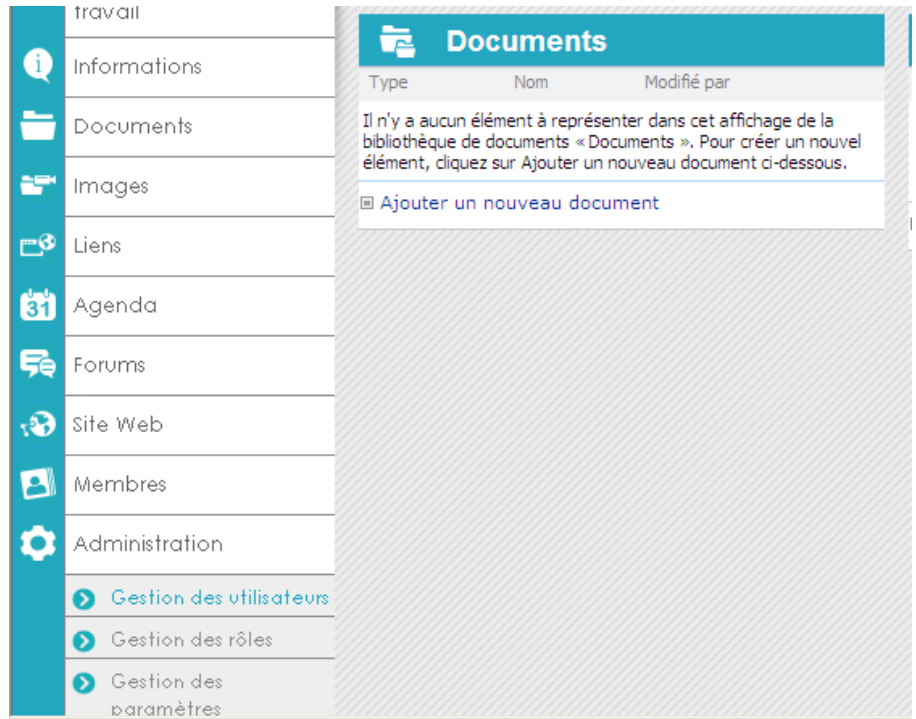 travail
Informations
Documents
Images
Liens
31
Agenda
Forums
Site Web
Membres
Administration
Gestion des utilisateurs
Gestion des rôles
Gestion des
paramètres
Documents
Type Nom Modifié par
Il n'y a aucun élément à représenter dans cet affichage de la
bibliothèque de documents « Documents ». Pour créer un nouvel
élément, cliquez sur Ajouter un nouveau document ci-dessous.
Ajouter un nouveau document